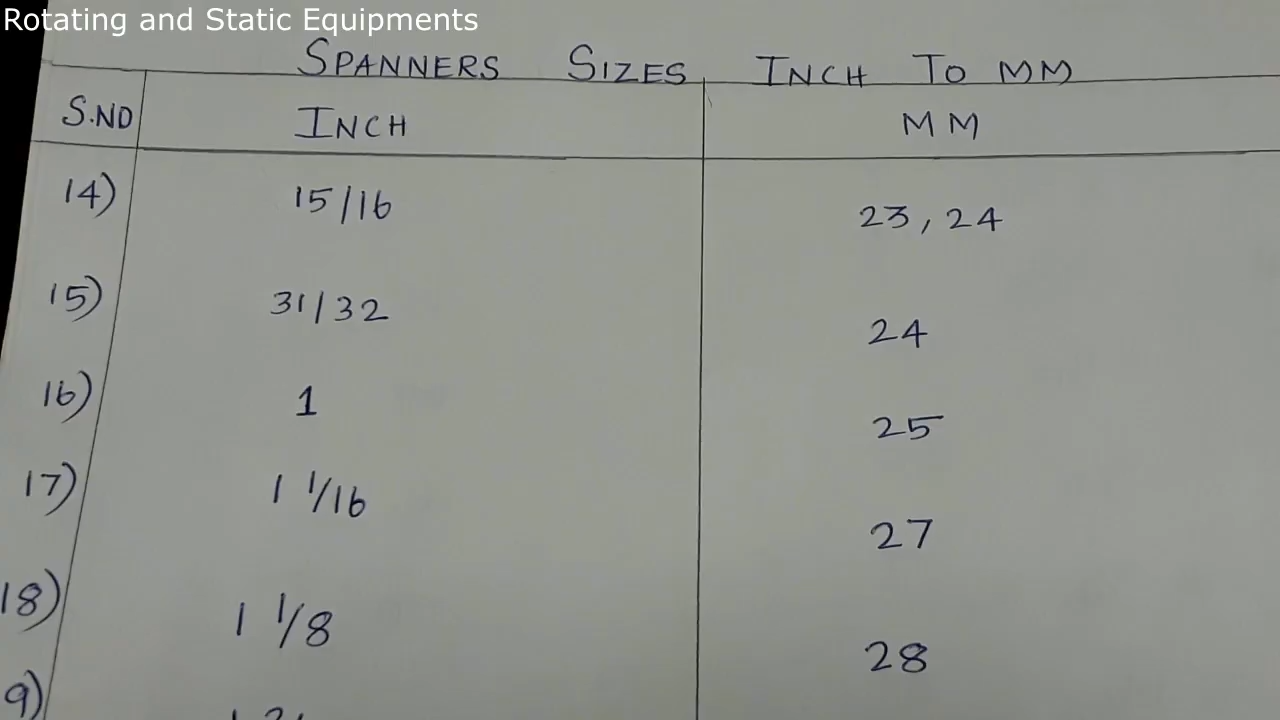 Rotating and Static Equipments
SPANNERS SIZES INCH TO MM
S.NO INCH MM
14) 15/16 23, 24
15) 31/32 24
16) 1 25
17) 1 1/16 27
18) 1 1/8 28
9)